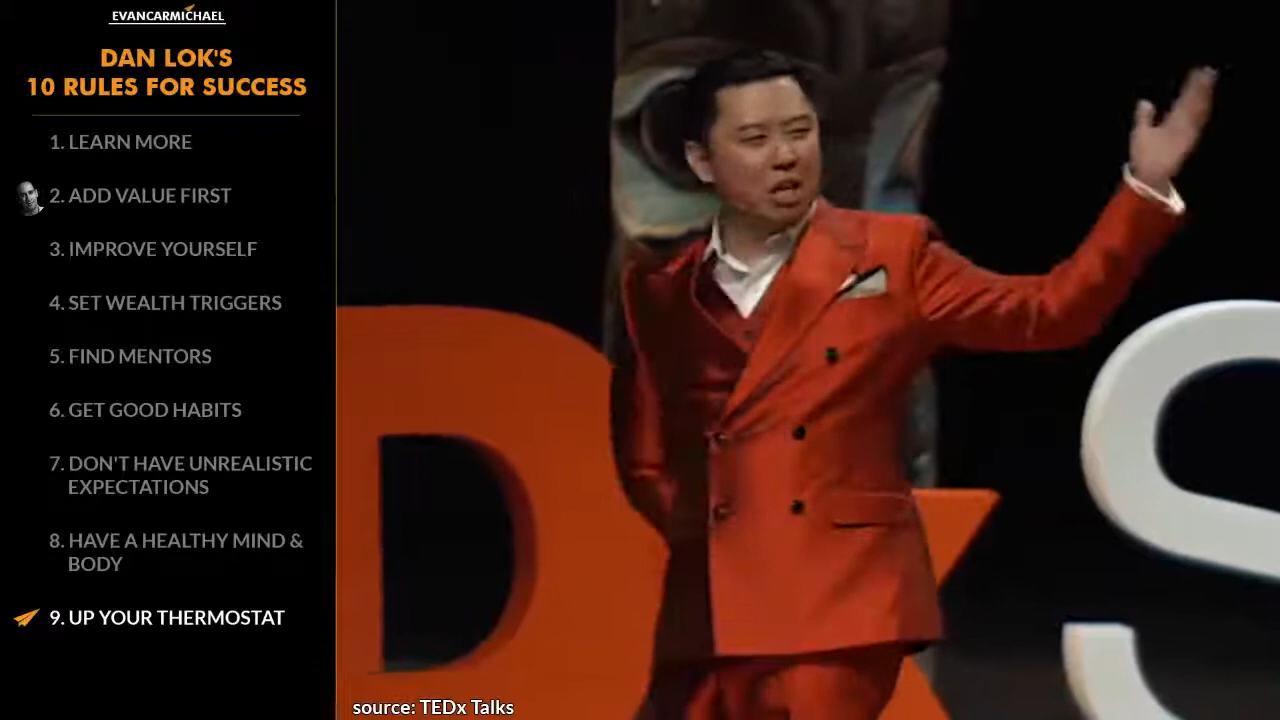 EVANCARMICHAEL
DAN LOK'S
10 RULES FOR SUCCESS
1. LEARN MORE
2. ADD VALUE FIRST
3. IMPROVE YOURSELF
4. SET WEALTH TRIGGERS
5. FIND MENTORS
6. GET GOOD HABITS
7. DON'T HAVE UNREALISTIC
EXPECTATIONS
8. HAVE A HEALTHY MIND &
BODY
9. UP YOUR THERMOSTAT
D x S
source: TEDx Talks